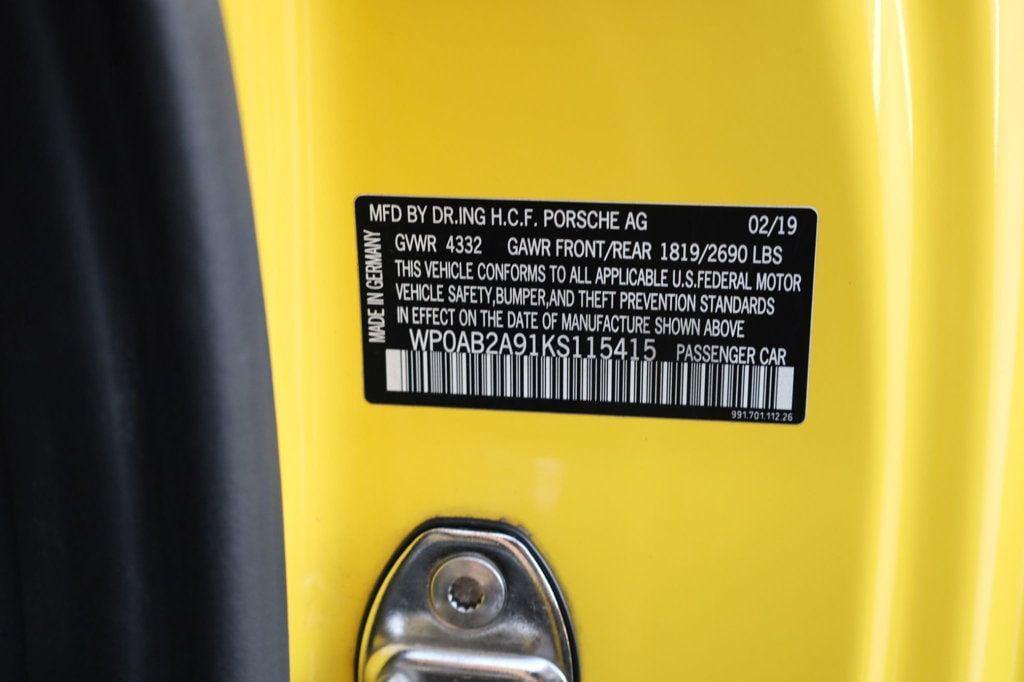 MFD BY DR.ING H.C.F. PORSCHE AG 02/19
GVWR 4332 GAWR FRONT/REAR 1819/2690 LBS
THIS VEHICLE CONFORMS TO ALL APPLICABLE U.S.FEDERAL MOTOR
VEHICLE SAFETY,BUMPER,AND THEFT PREVENTION STANDARDS
IN EFFECT ON THE DATE OF MANUFACTURE SHOWN ABOVE
WP0AB2A91KS115415 PASSENGER CAR
991.701.112.26
MADE IN GERMANY